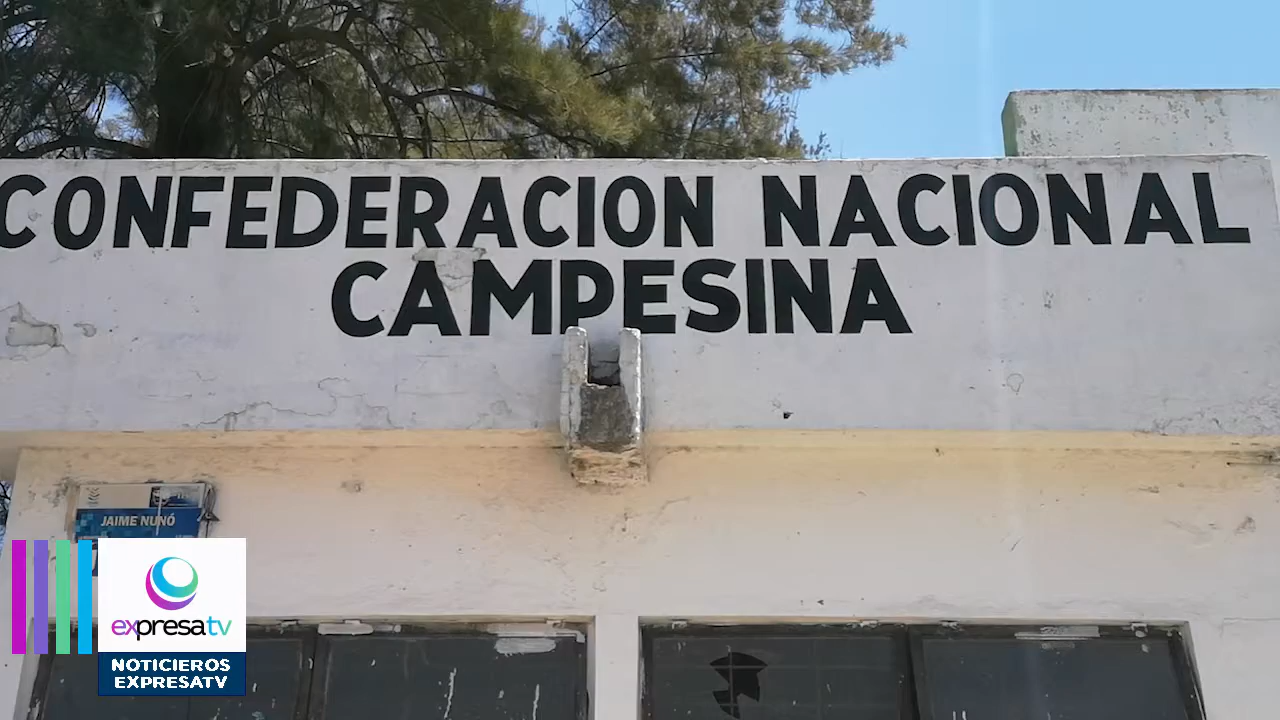 CONFEDERACION NACIONAL
CAMPESINA
JAIME NUNÓ
expresatv
NOTICIEROS
EXPRESATV